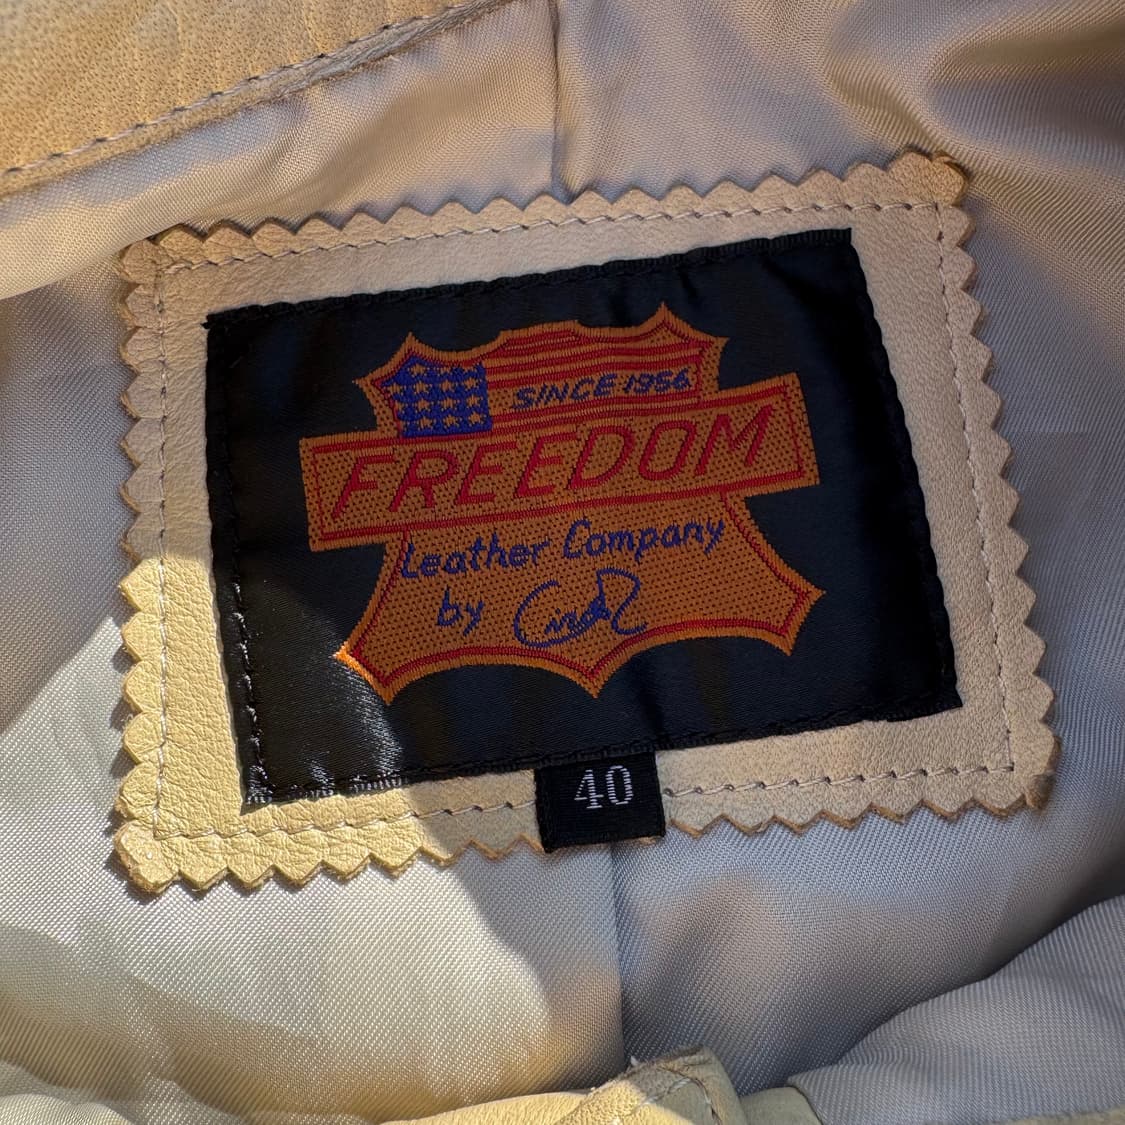 SINCE 1956
FREEDOM
Leather Company
by
40